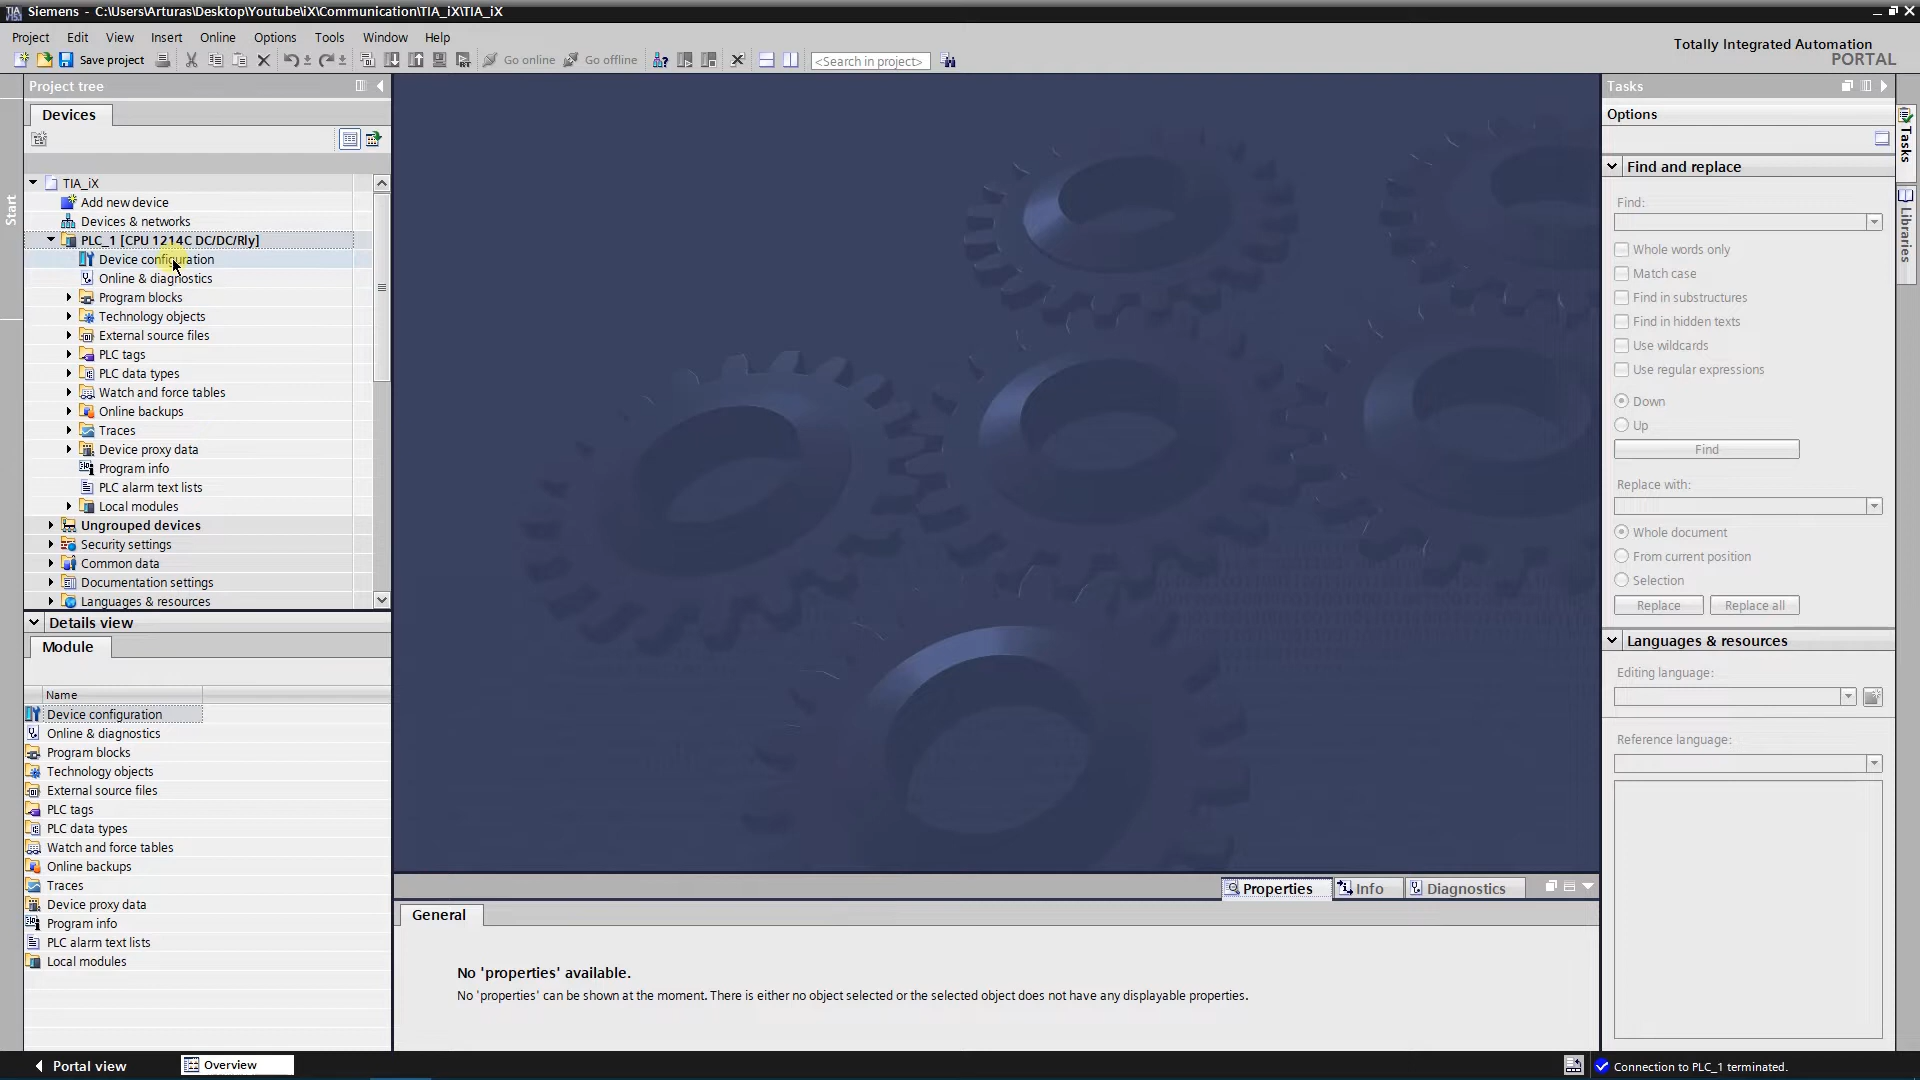 Siemens - C:\Users\Arturas\Desktop\Youtube\iX\Communication\TIA_iX\TIA_iX
Project Edit View Insert Online Options Tools Window Help
Totally Integrated Automation
PORTAL
Save project
Go online
Go offline
<Search in project>
Start
Project tree
Devices
TIA_iX
Add new device
Devices & networks
PLC_1 [CPU 1214C DC/DC/Rly]
Device configuration
Online & diagnostics
Program blocks
Technology objects
External source files
PLC tags
PLC data types
Watch and force tables
Online backups
Traces
Device proxy data
Program info
PLC alarm text lists
Local modules
Ungrouped devices
Security settings
Common data
Documentation settings
Languages & resources
Details view
Module
Name
Device configuration
Online & diagnostics
Program blocks
Technology objects
External source files
PLC tags
PLC data types
Watch and force tables
Online backups
Traces
Device proxy data
Program info
PLC alarm text lists
Local modules
Properties
Info
Diagnostics
General
No 'properties' available.
No 'properties' can be shown at the moment. There is either no object selected or the selected object does not have any displayable properties.
Tasks
Options
Find and replace
Find:
Whole words only
Match case
Find in substructures
Find in hidden texts
Use wildcards
Use regular expressions
Down
Up
Find
Replace with:
Whole document
From current position
Selection
Replace
Replace all
Languages & resources
Editing language:
Reference language:
Tasks
Libraries
Portal view
Overview
Connection to PLC_1 terminated.